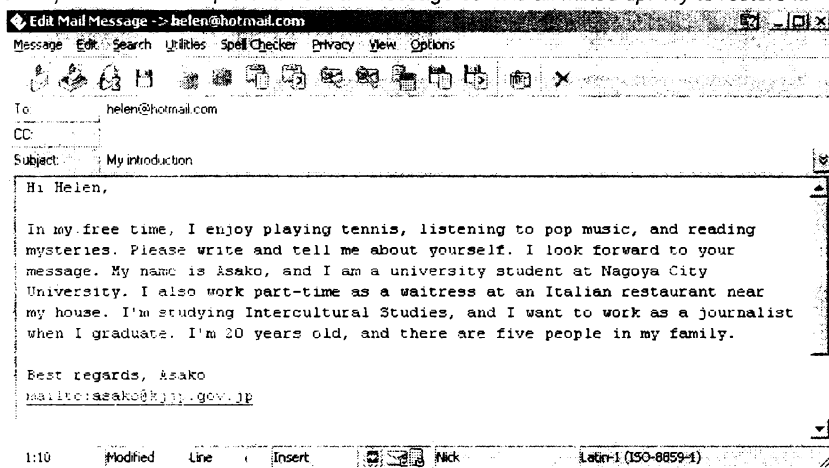 Edit Mail Message -> helen@hotmail.com
Message Edit Search Utilities Spell Checker Privacy View Options
To: helen@hotmail.com
CC:
Subject: My introduction
Hi Helen,
In my free time, I enjoy playing tennis, listening to pop music, and reading
mysteries. Please write and tell me about yourself. I look forward to your
message. My name is Asako, and I am a university student at Nagoya City
University. I also work part-time as a waitress at an Italian restaurant near
my house. I'm studying Intercultural Studies, and I want to work as a journalist
when I graduate. I'm 20 years old, and there are five people in my family.
Best regards, Asako
1:10 Modified Line Insert Nick Latin-1 (ISO-8859-1)